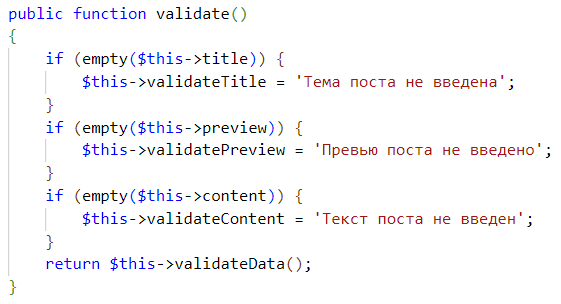 public function validate()
{
    if (empty($this->title)) {
        $this->validateTitle = 'Тема поста не введена';
    }
    if (empty($this->preview)) {
        $this->validatePreview = 'Превью поста не введено';
    }
    if (empty($this->content)) {
        $this->validateContent = 'Текст поста не введен';
    }
    return $this->validateData();
}